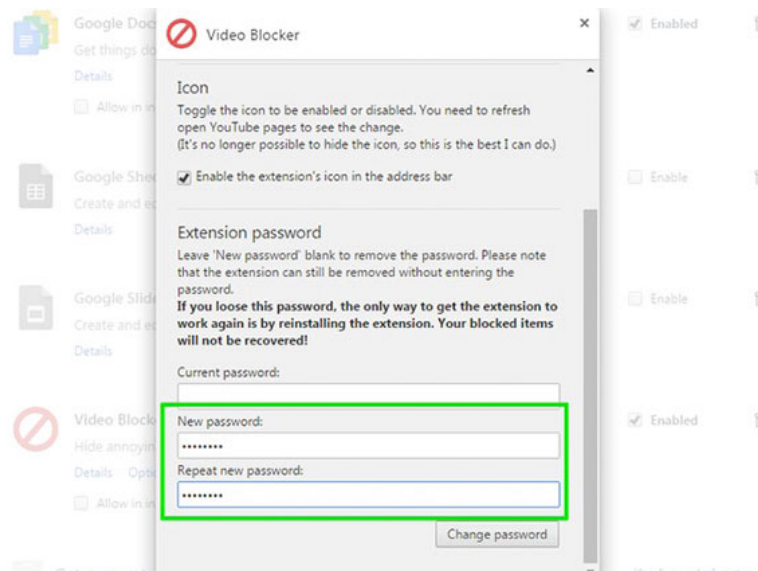 Google Doc
Video Blocker
Enabled
Get things do
Details
Allow in in
Icon
Toggle the icon to be enabled or disabled. You need to refresh
open YouTube pages to see the change.
(It's no longer possible to hide the icon, so this is the best I can do.)
Enable the extension's icon in the address bar
Google Shee
Enable
Create and ed
Details
Extension password
Leave 'New password' blank to remove the password. Please note
that the extension can still be removed without entering the
password.
If you loose this password, the only way to get the extension to
work again is by reinstalling the extension. Your blocked items
will not be recovered!
Google Slide
Enable
Create and ed
Details
Current password:
New password:
••••••••
Repeat new password:
••••••••
Change password
Video Block
Enabled
Hide annoyin
Details Optio
Allow in in